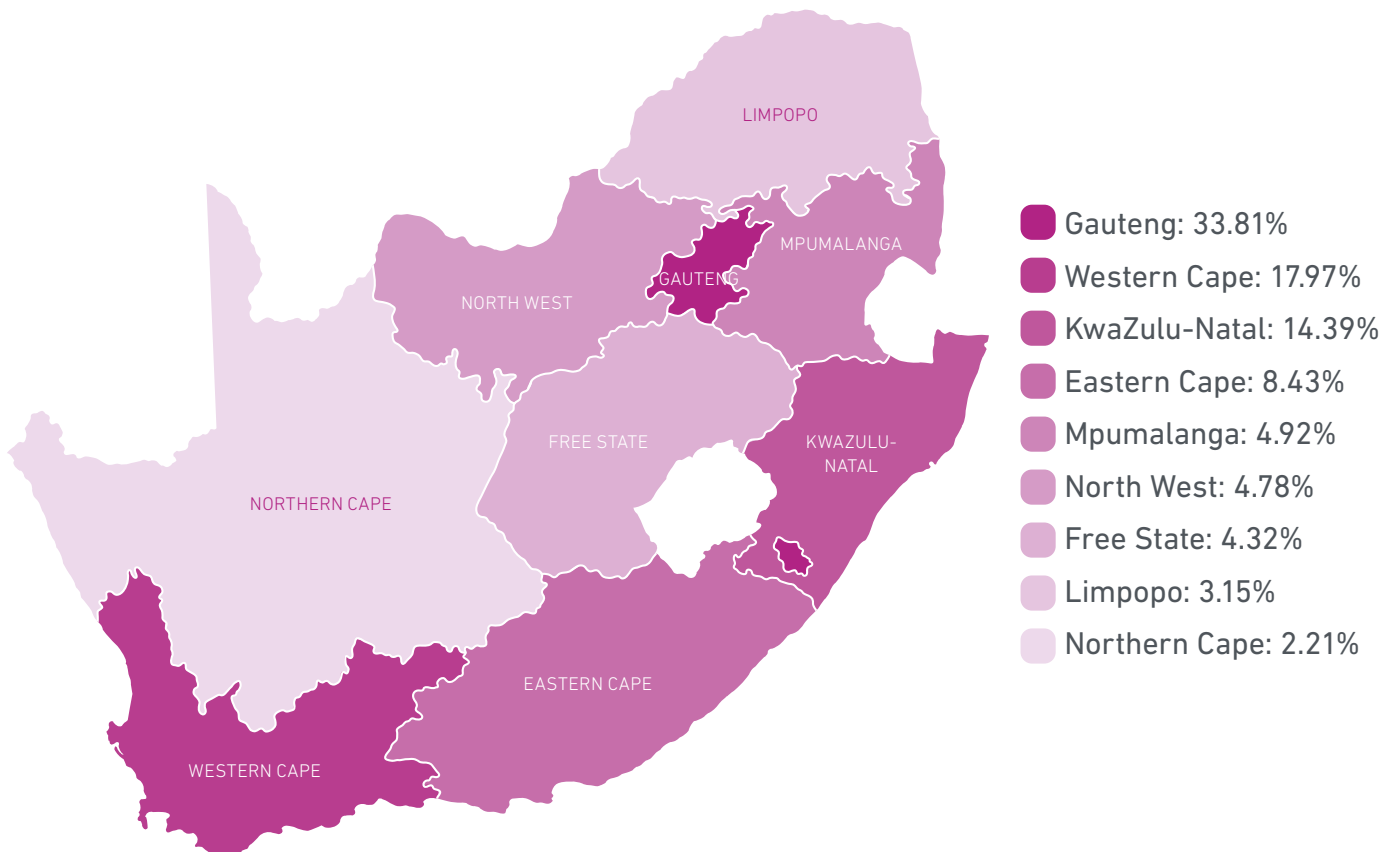 LIMPOPO
MPUMALANGA
GAUTENG
NORTH WEST
FREE STATE
KWAZULU-
NATAL
NORTHERN CAPE
EASTERN CAPE
WESTERN CAPE
Gauteng: 33.81%
Western Cape: 17.97%
KwaZulu-Natal: 14.39%
Eastern Cape: 8.43%
Mpumalanga: 4.92%
North West: 4.78%
Free State: 4.32%
Limpopo: 3.15%
Northern Cape: 2.21%